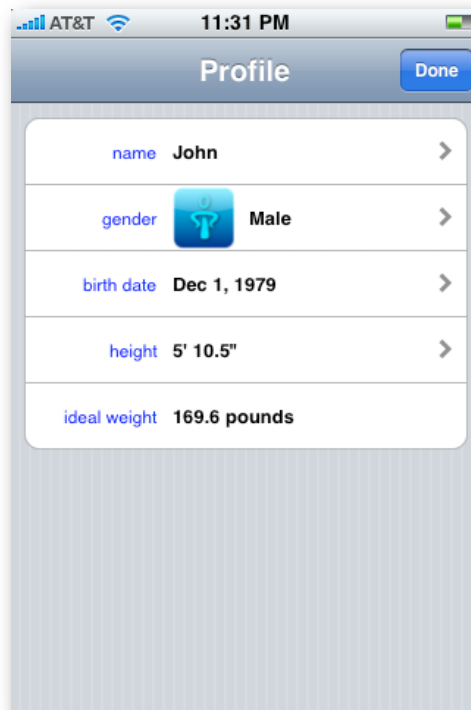 AT&T 11:31 PM
Profile Done
name John
gender Male
birth date Dec 1, 1979
height 5' 10.5"
ideal weight 169.6 pounds